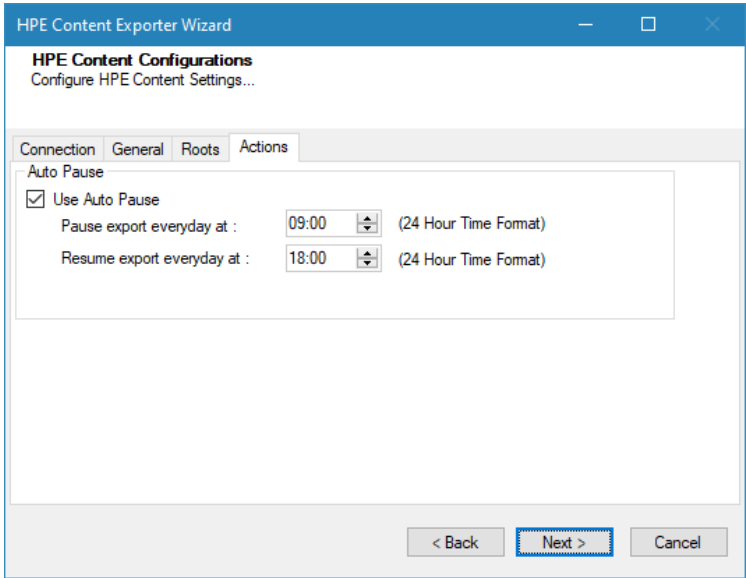 HPE Content Exporter Wizard
HPE Content Configurations
Configure HPE Content Settings...
Connection General Roots Actions
Auto Pause
Use Auto Pause
Pause export everyday at : 09:00 (24 Hour Time Format)
Resume export everyday at : 18:00 (24 Hour Time Format)
< Back Next > Cancel